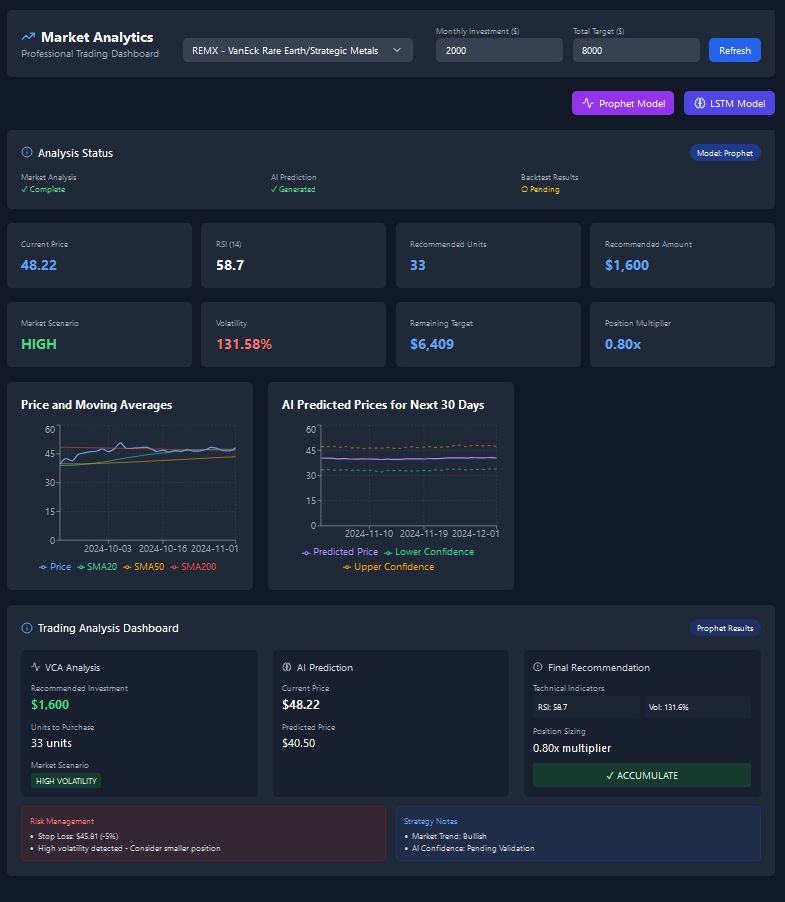 Market Analytics
Professional Trading Dashboard
REMX - VanEck Rare Earth/Strategic Metals
Monthly Investment ($)
2000
Total Target ($)
8000
Refresh
Prophet Model
LSTM Model
Analysis Status
Model: Prophet
Market Analysis
✓ Complete
AI Prediction
✓ Generated
Backtest Results
Pending
Current Price
48.22
RSI (14)
58.7
Recommended Units
33
Recommended Amount
$1,600
Market Scenario
HIGH
Volatility
131.58%
Remaining Target
$6,409
Position Multiplier
0.80x
Price and Moving Averages
60
45
30
15
0
2024-10-03 2024-10-16 2024-11-01
Price SMA20 SMA50 SMA200
AI Predicted Prices for Next 30 Days
60
45
30
15
0
2024-11-10 2024-11-19 2024-12-01
Predicted Price Lower Confidence
Upper Confidence
Trading Analysis Dashboard
Prophet Results
VCA Analysis
Recommended Investment
$1,600
Units to Purchase
33 units
Market Scenario
HIGH VOLATILITY
AI Prediction
Current Price
$48.22
Predicted Price
$40.50
Final Recommendation
Technical Indicators
RSI: 58.7
Vol: 131.6%
Position Sizing
0.80x multiplier
✓ ACCUMULATE
Risk Management
• Stop Loss: $45.81 (-5%)
• High volatility detected - Consider smaller position
Strategy Notes
• Market Trend: Bullish
• AI Confidence: Pending Validation